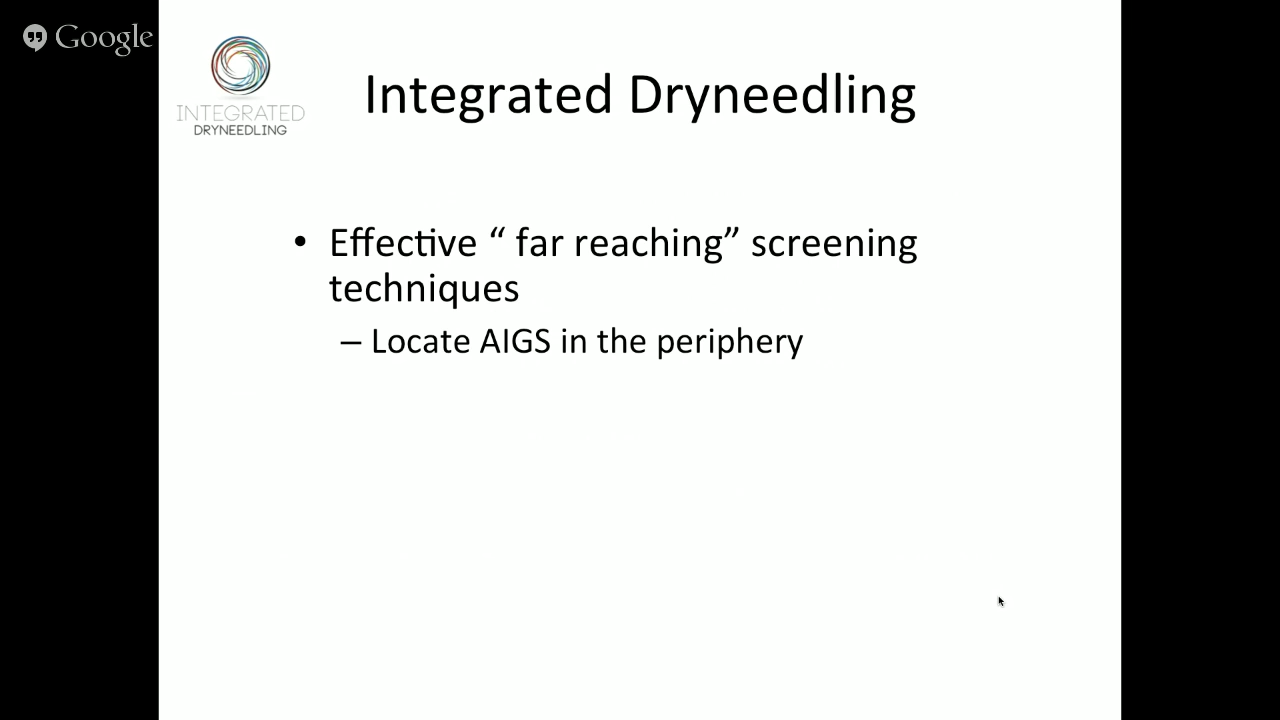 Google
INTEGRATED
DRYNEEDLING
Integrated Dryneedling
• Effective “ far reaching” screening
techniques
– Locate AIGS in the periphery